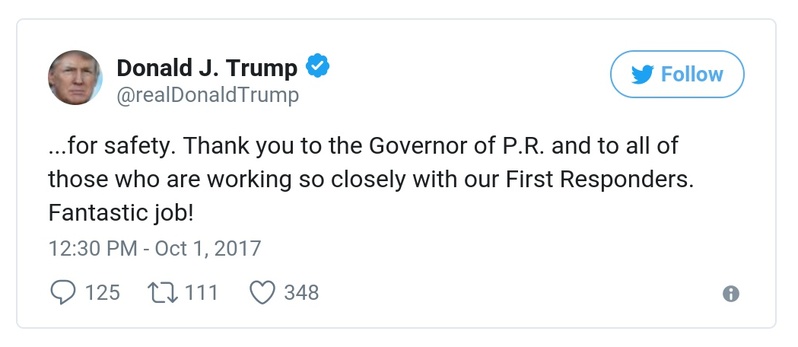 Donald J. Trump
@realDonaldTrump
Follow
...for safety. Thank you to the Governor of P.R. and to all of
those who are working so closely with our First Responders.
Fantastic job!
12:30 PM - Oct 1, 2017
125 111 348